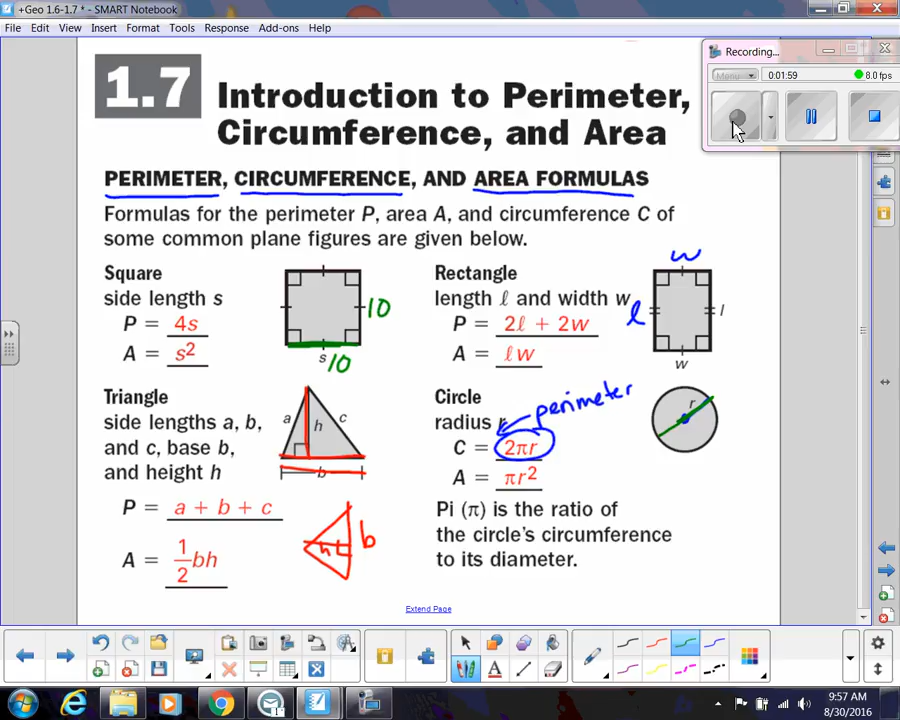 +Geo 1.6-1.7 * - SMART Notebook
File Edit View Insert Format Tools Response Add-ons Help
Recording...
Menu 0:01:59 8.0 fps
1.7 Introduction to Perimeter,
Circumference, and Area
PERIMETER, CIRCUMFERENCE, AND AREA FORMULAS
Formulas for the perimeter P, area A, and circumference C of
some common plane figures are given below.
Square
side length s
P = 4s
A = s²
10
s
10
Rectangle
length ℓ and width w
P = 2ℓ + 2w
A = ℓw
w
ℓ
l
w
Triangle
side lengths a, b,
and c, base b,
and height h
P = a + b + c
A = 1/2 bh
a
h
c
b
h
b
Circle
radius r
perimeter
C = 2πr
A = πr²
r
Pi (π) is the ratio of
the circle's circumference
to its diameter.
Extend Page
9:57 AM
8/30/2016